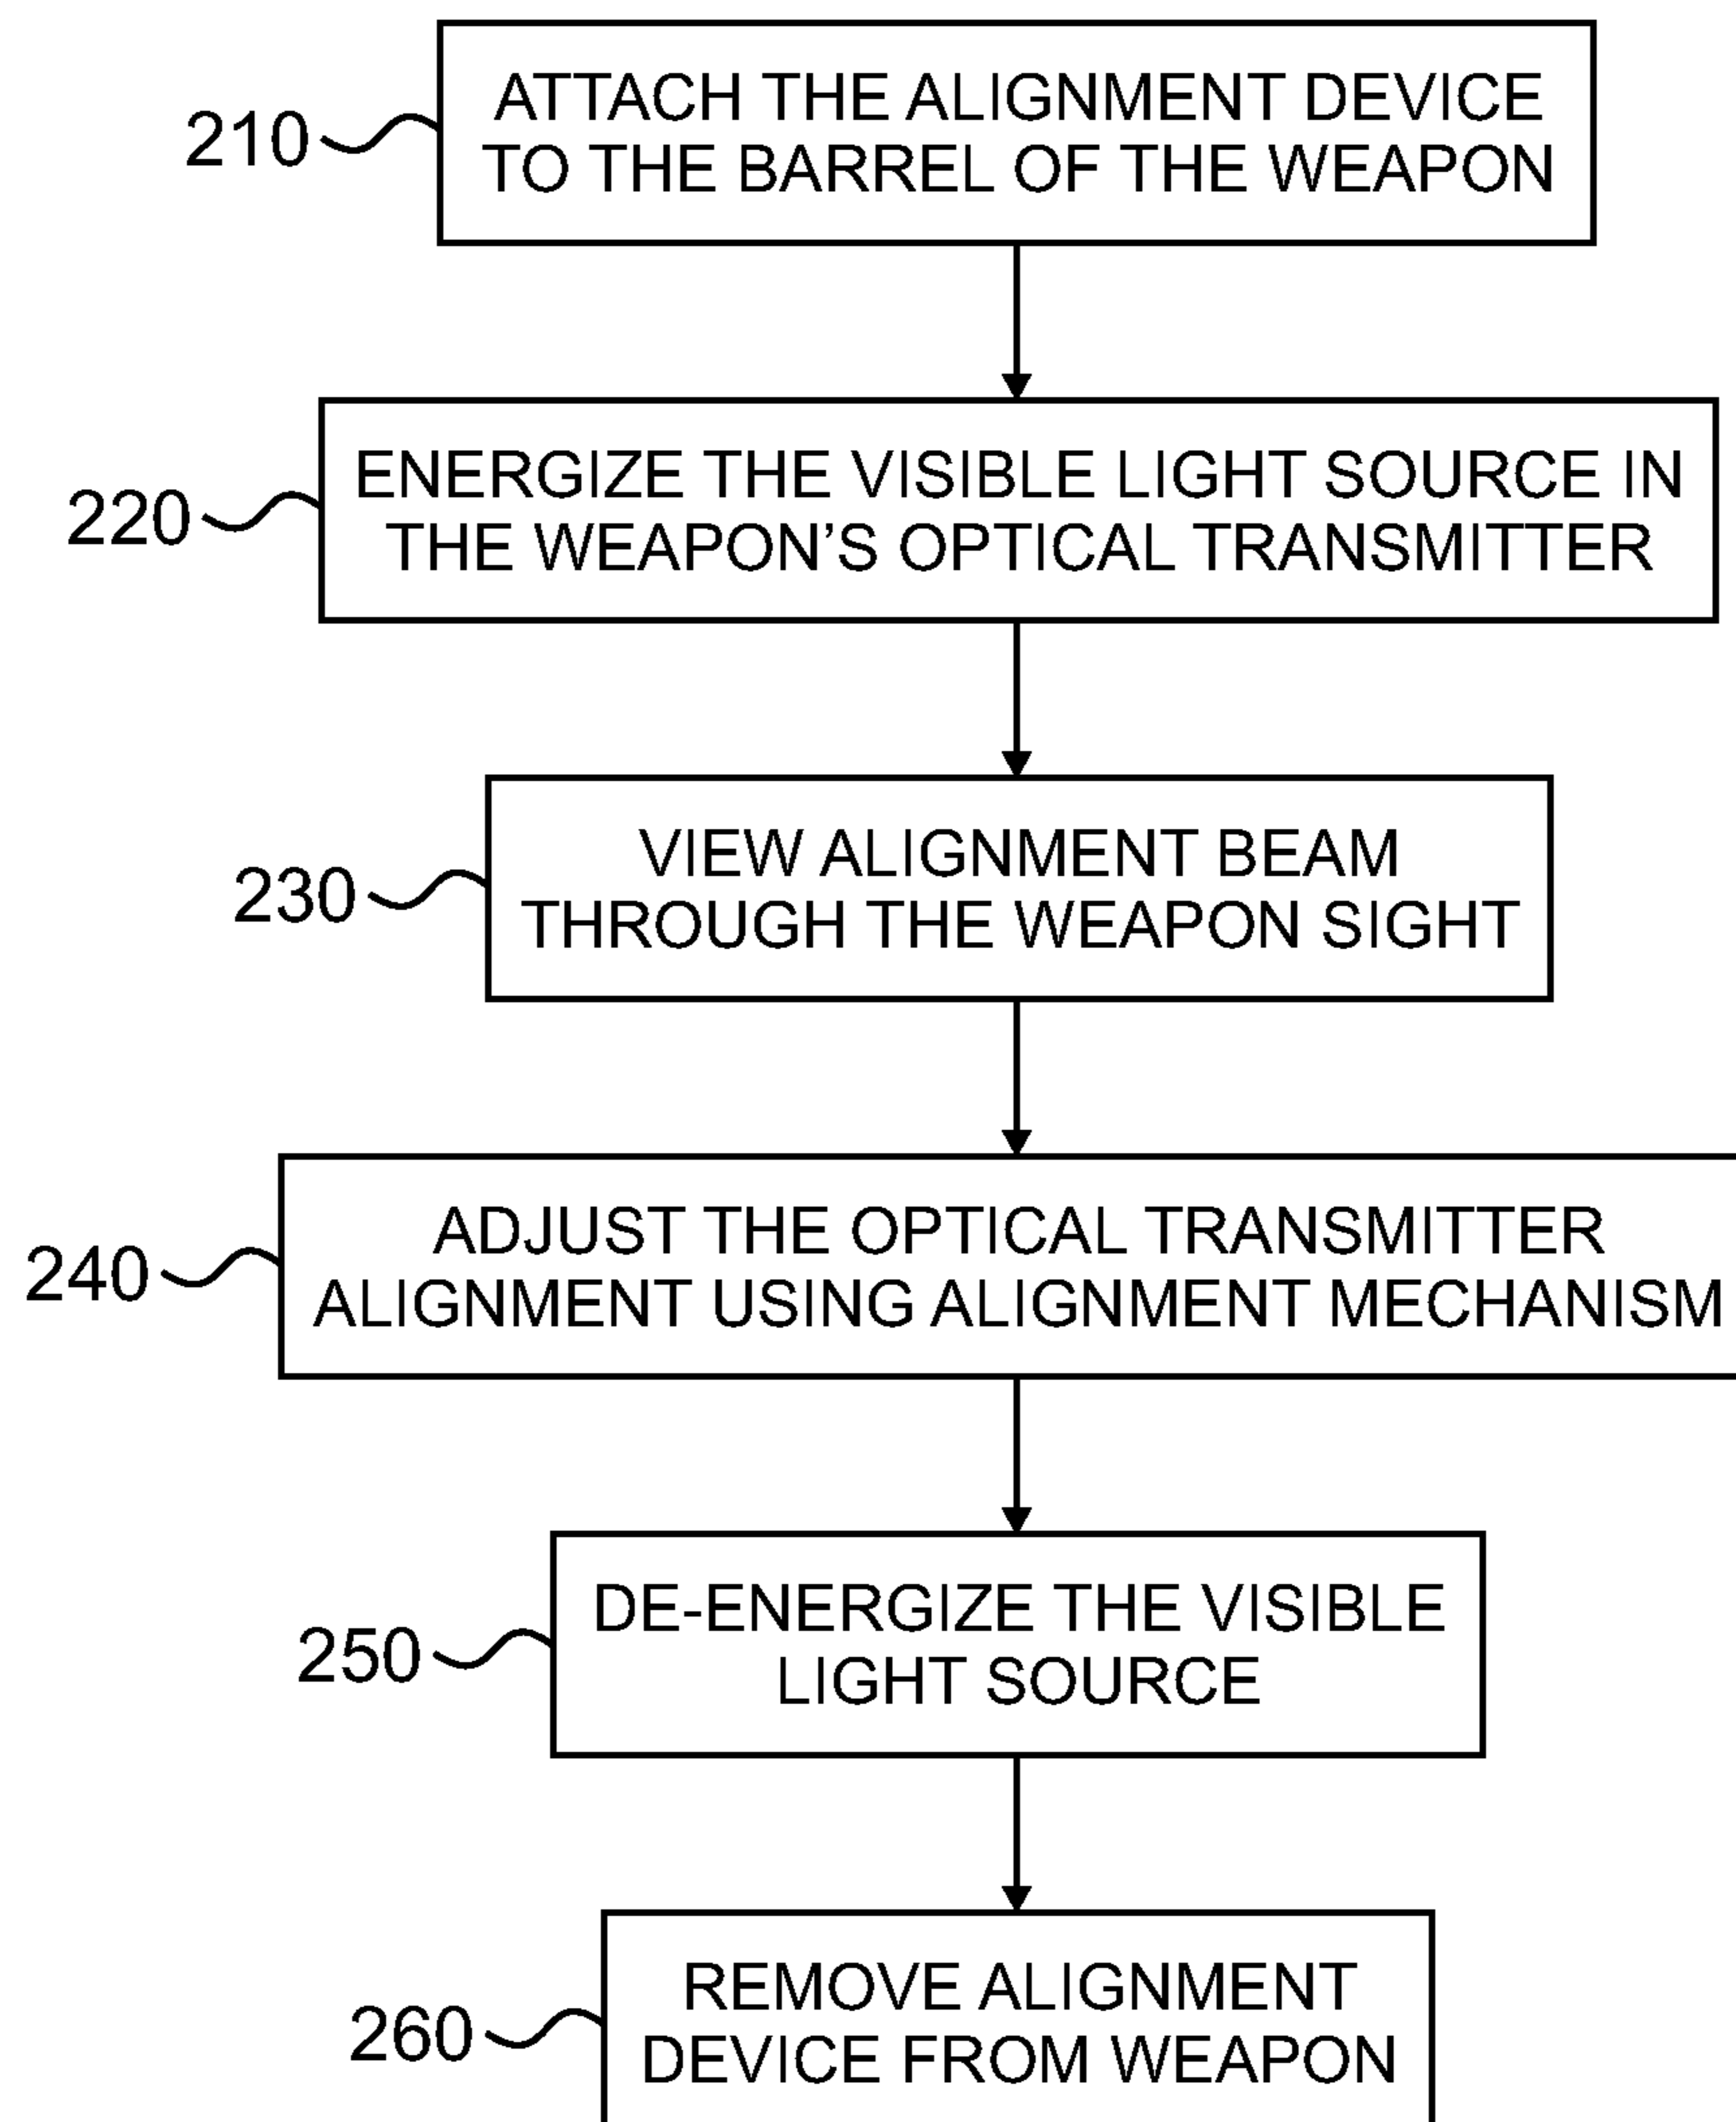 210
ATTACH THE ALIGNMENT DEVICE
TO THE BARREL OF THE WEAPON
220
ENERGIZE THE VISIBLE LIGHT SOURCE IN
THE WEAPON'S OPTICAL TRANSMITTER
230
VIEW ALIGNMENT BEAM
THROUGH THE WEAPON SIGHT
240
ADJUST THE OPTICAL TRANSMITTER
ALIGNMENT USING ALIGNMENT MECHANISM
250
DE-ENERGIZE THE VISIBLE
LIGHT SOURCE
260
REMOVE ALIGNMENT
DEVICE FROM WEAPON